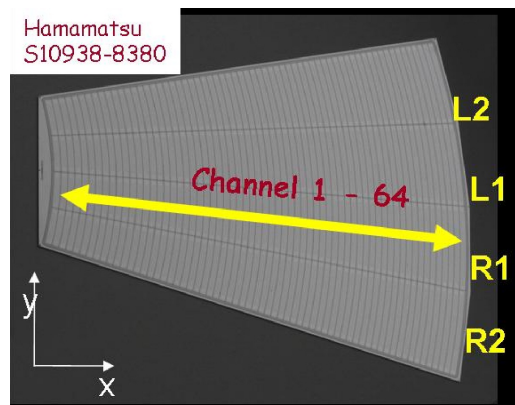 Hamamatsu
S10938-8380
L2
Channel 1 - 64
L1
R1
R2
y
x